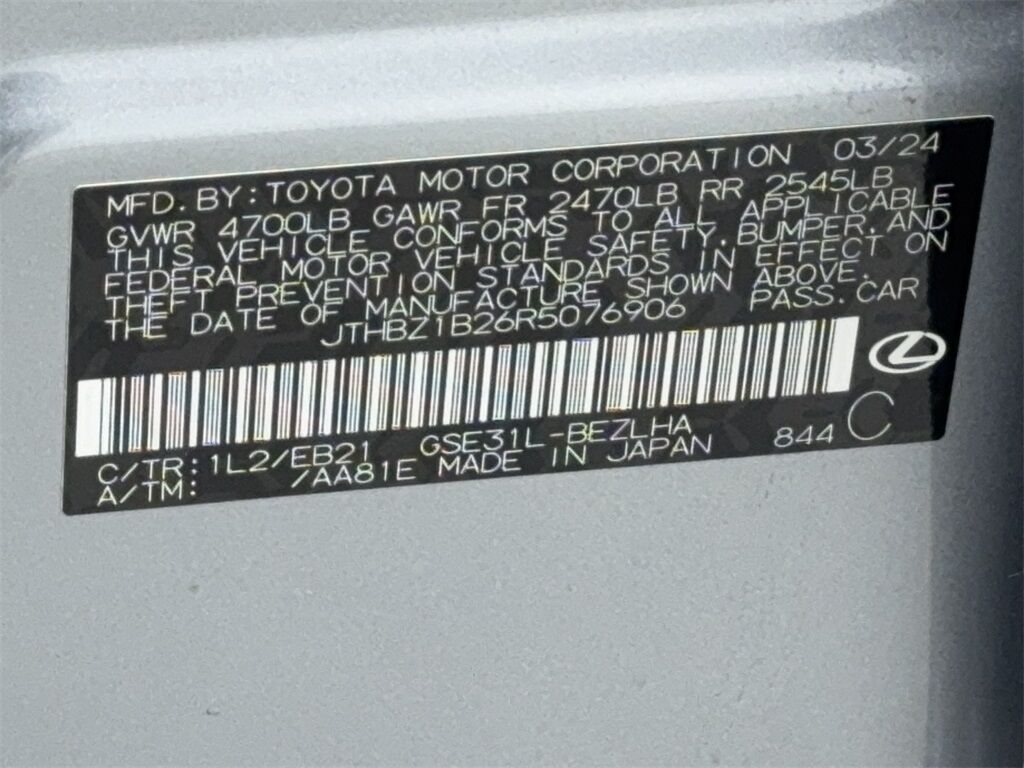 MFD. BY: TOYOTA MOTOR CORPORATION 03/24
GVWR 4700LB GAWR FR 2470LB RR 2545LB
THIS VEHICLE CONFORMS TO ALL APPLICABLE
FEDERAL MOTOR VEHICLE SAFETY, BUMPER, AND
THEFT PREVENTION STANDARDS IN EFFECT ON
THE DATE OF MANUFACTURE SHOWN ABOVE.
JTHBZ1B26R5076906 PASS. CAR
C/TR: 1L2/EB21 GSE31L-BEZLHA 844 C
A/TM: /AA81E MADE IN JAPAN